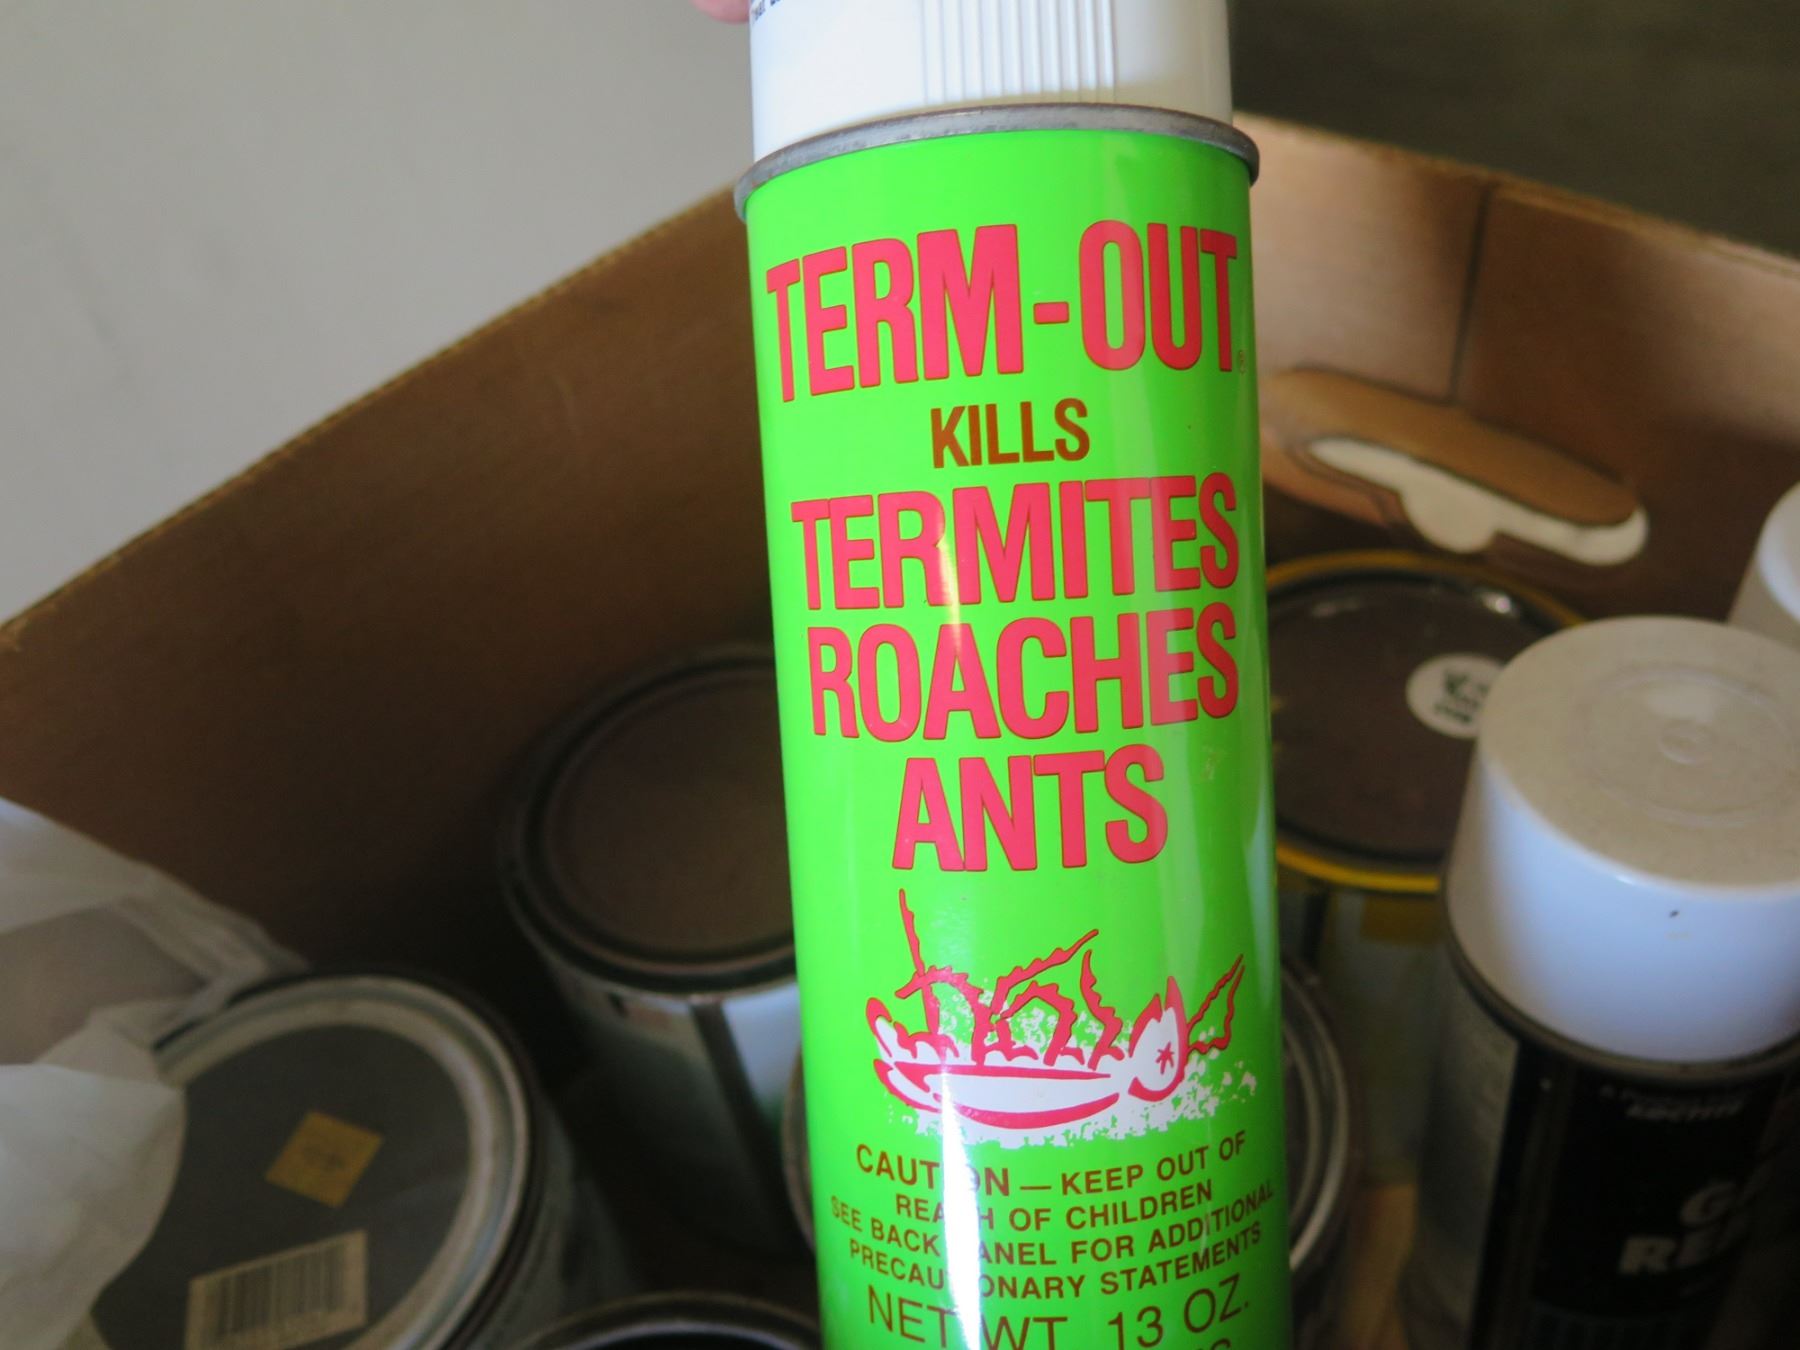 TERM-OUT®
KILLS
TERMITES
ROACHES
ANTS
CAUTION — KEEP OUT OF
REACH OF CHILDREN
SEE BACK PANEL FOR ADDITIONAL
PRECAUTIONARY STATEMENTS
NET WT. 13 OZ.
LOCTITE